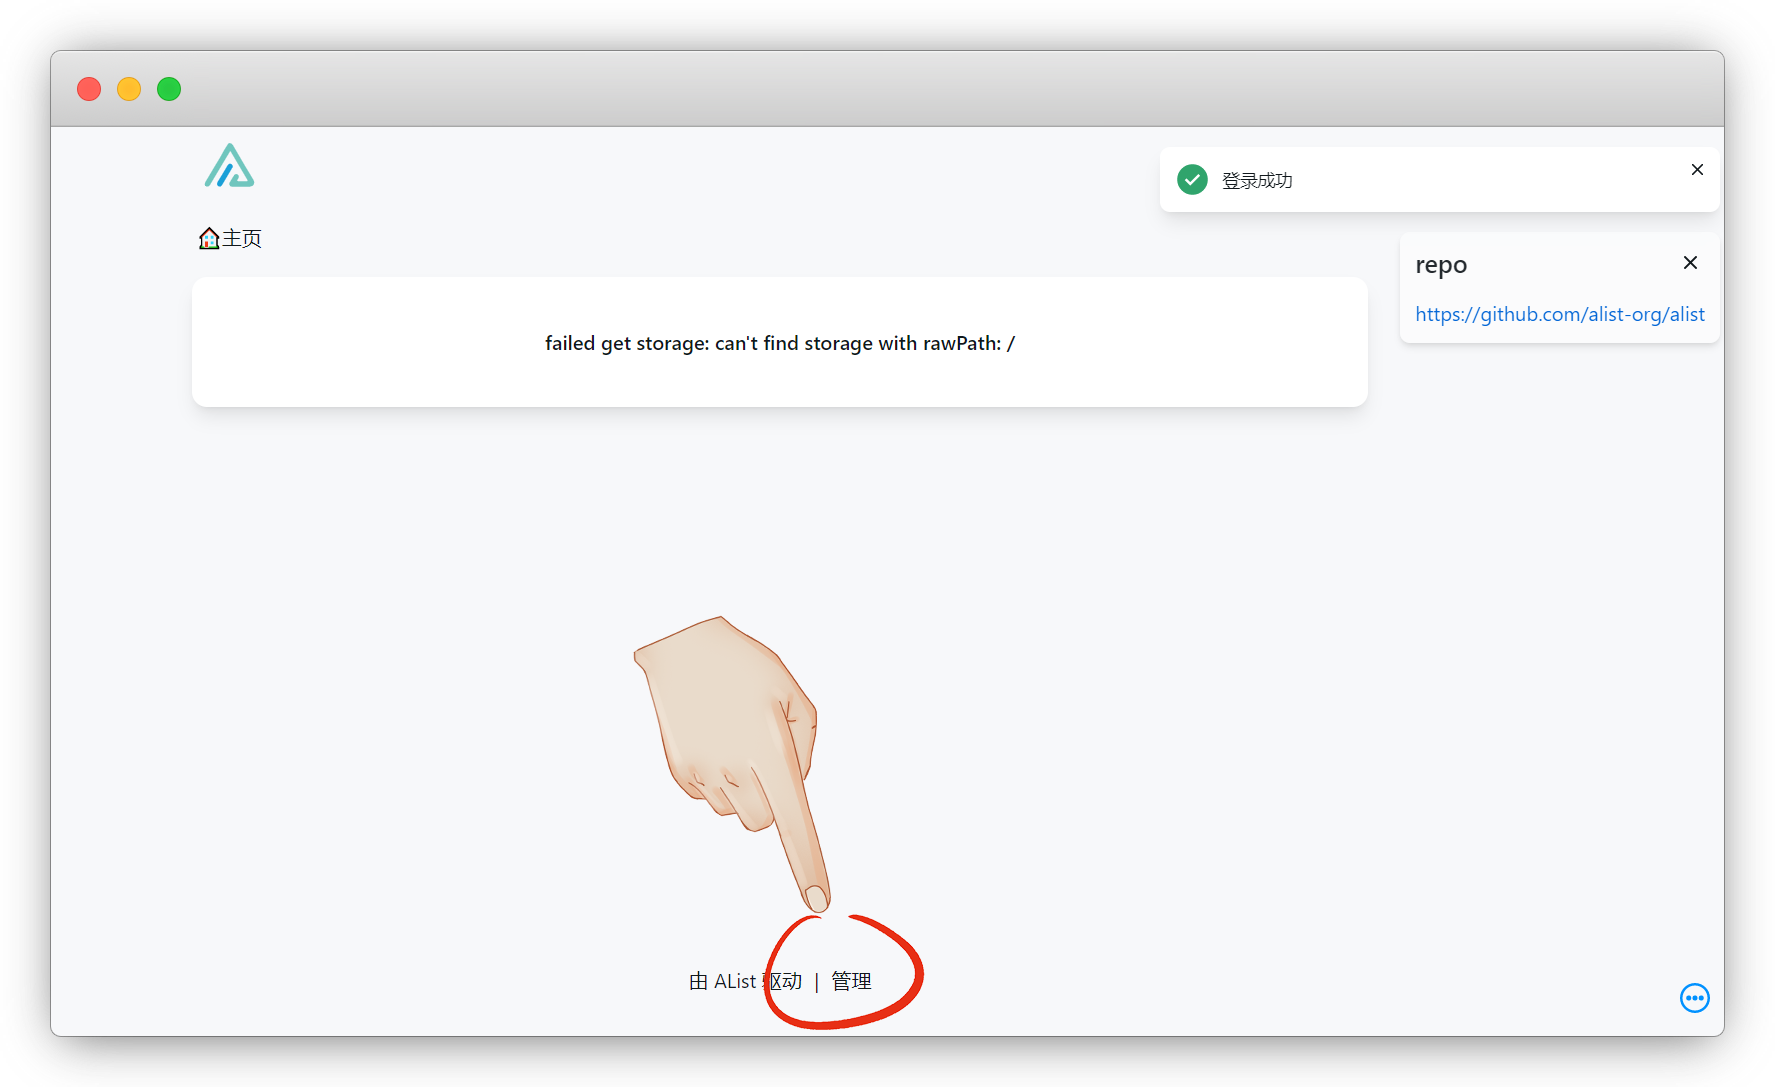 登录成功
主页
repo
https://github.com/alist-org/alist
failed get storage: can't find storage with rawPath: /
由 AList 驱动 | 管理